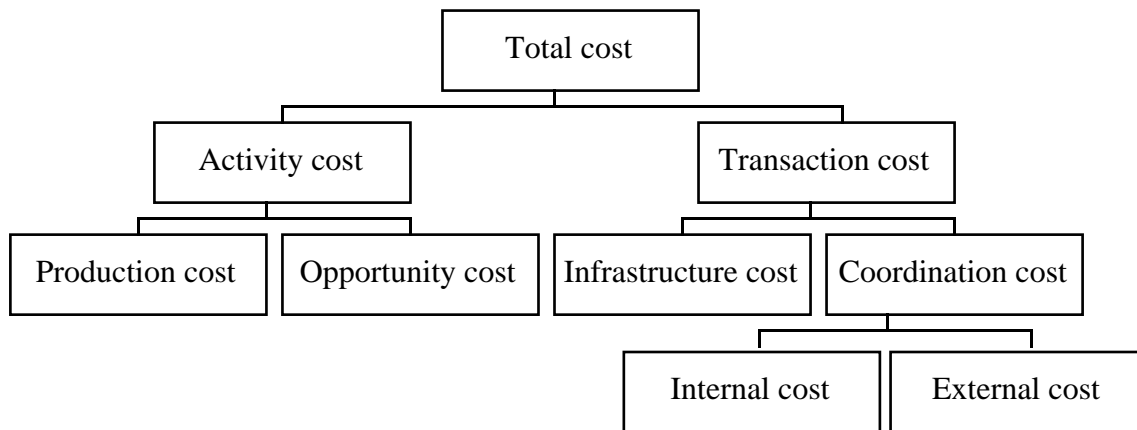 Total cost
Activity cost
Transaction cost
Production cost
Opportunity cost
Infrastructure cost
Coordination cost
Internal cost
External cost